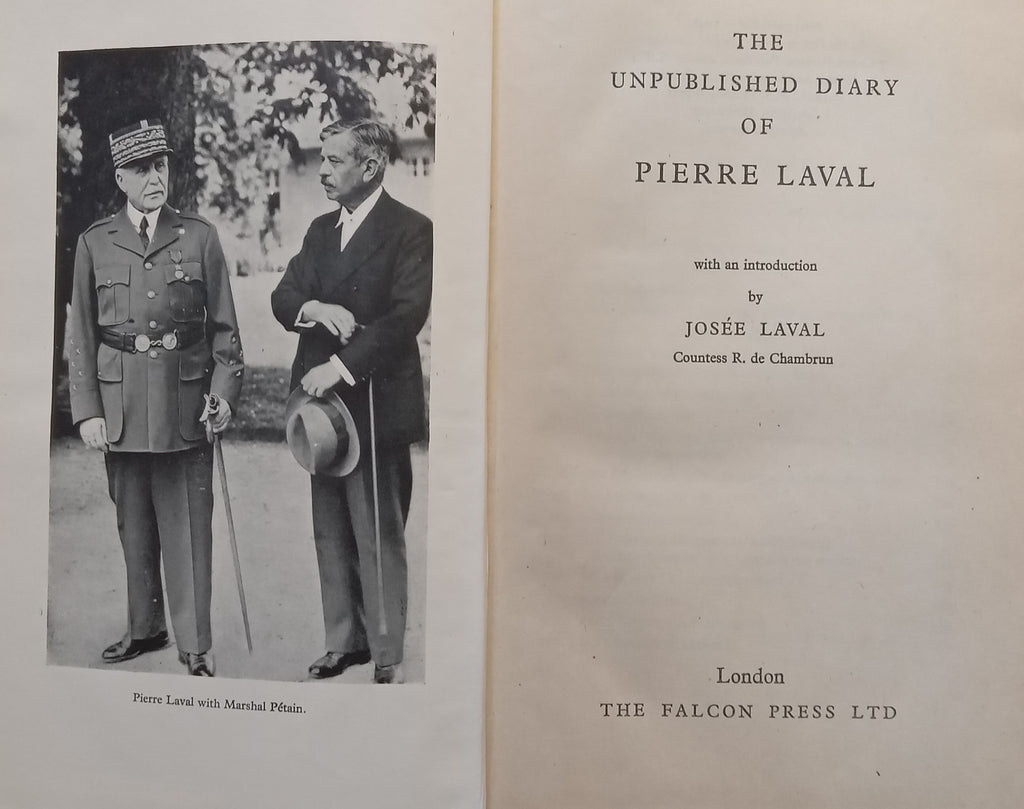 Pierre Laval with Marshal Pétain.
THE
UNPUBLISHED DIARY
OF
PIERRE LAVAL
with an introduction
by
JOSÉE LAVAL
Countess R. de Chambrun
London
THE FALCON PRESS LTD